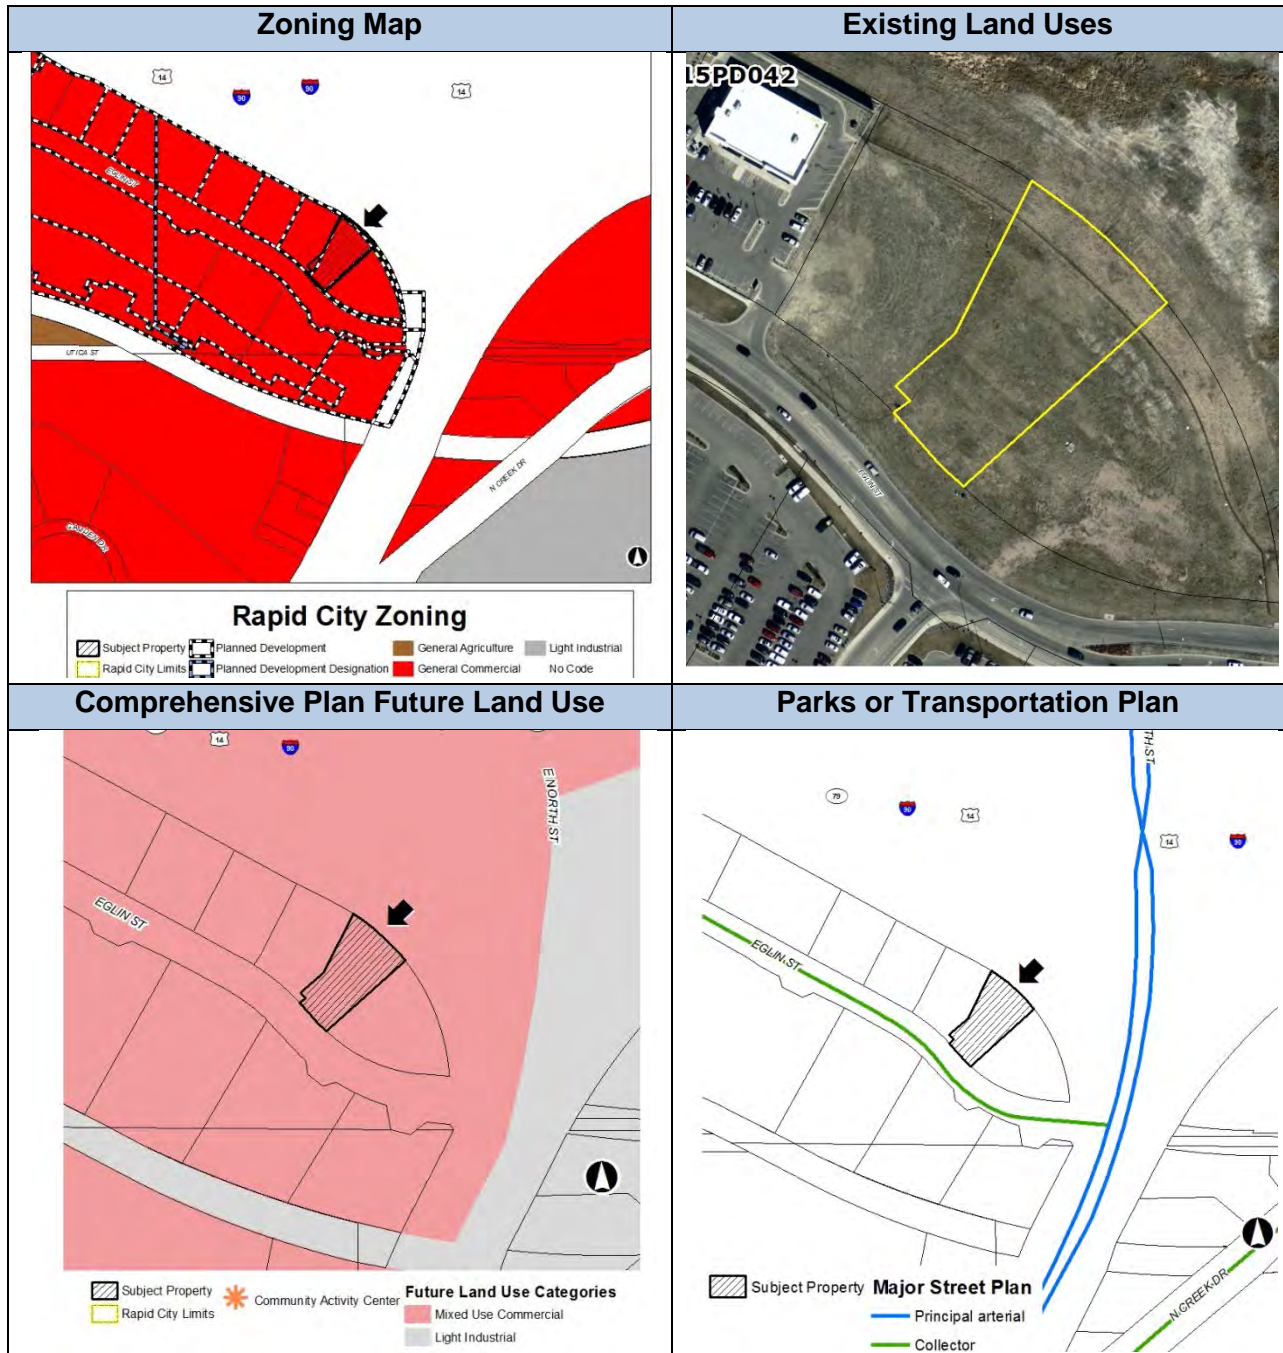 Zoning Map
Existing Land Uses
14
90
90
14
EGLIN ST
UTICA ST
N CREEK DR
GAUGEN DR
Rapid City Zoning
Subject Property
Planned Development
General Agriculture
Light Industrial
Rapid City Limits
Planned Development Designation
General Commercial
No Code
15PD042
EGLIN ST
Comprehensive Plan Future Land Use
Parks or Transportation Plan
14
90
E NORTH ST
EGLIN ST
Subject Property
Rapid City Limits
Community Activity Center
Future Land Use Categories
Mixed Use Commercial
Light Industrial
TH ST
79
90
14
14
90
EGLIN ST
N CREEK DR
Subject Property
Major Street Plan
Principal arterial
Collector